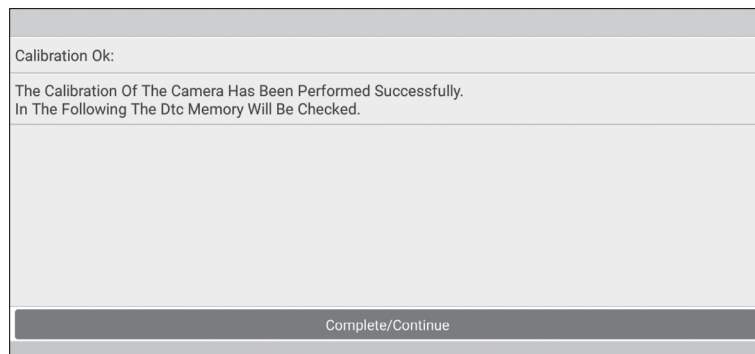 Calibration Ok:
The Calibration Of The Camera Has Been Performed Successfully.
In The Following The Dtc Memory Will Be Checked.
Complete/Continue